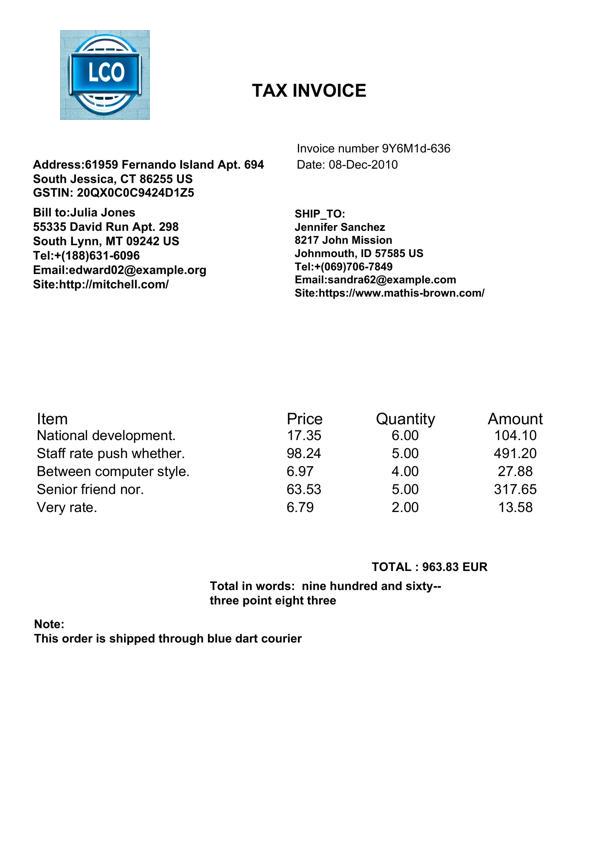 LCO
TAX INVOICE
Invoice number 9Y6M1d-636
Date: 08-Dec-2010
Address:61959 Fernando Island Apt. 694
South Jessica, CT 86255 US
GSTIN: 20QX0C0C9424D1Z5
Bill to:Julia Jones
55335 David Run Apt. 298
South Lynn, MT 09242 US
Tel:+(188)631-6096
Email:edward02@example.org
Site:http://mitchell.com/
SHIP_TO:
Jennifer Sanchez
8217 John Mission
Johnmouth, ID 57585 US
Tel:+(069)706-7849
Email:sandra62@example.com
Site:https://www.mathis-brown.com/
Item Price Quantity Amount
National development. 17.35 6.00 104.10
Staff rate push whether. 98.24 5.00 491.20
Between computer style. 6.97 4.00 27.88
Senior friend nor. 63.53 5.00 317.65
Very rate. 6.79 2.00 13.58
TOTAL : 963.83 EUR
Total in words: nine hundred and sixty--
three point eight three
Note:
This order is shipped through blue dart courier